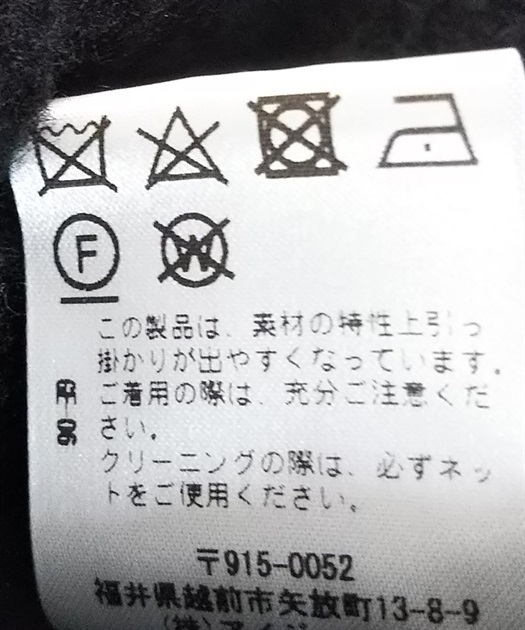 F W
この製品は、素材の特性上引っ
掛かりが出やすくなっています。
ご着用の際は、充分ご注意くだ
さい。
クリーニングの際は、必ずネッ
トをご使用ください。
〒915-0052
福井県越前市矢放町13-8-9